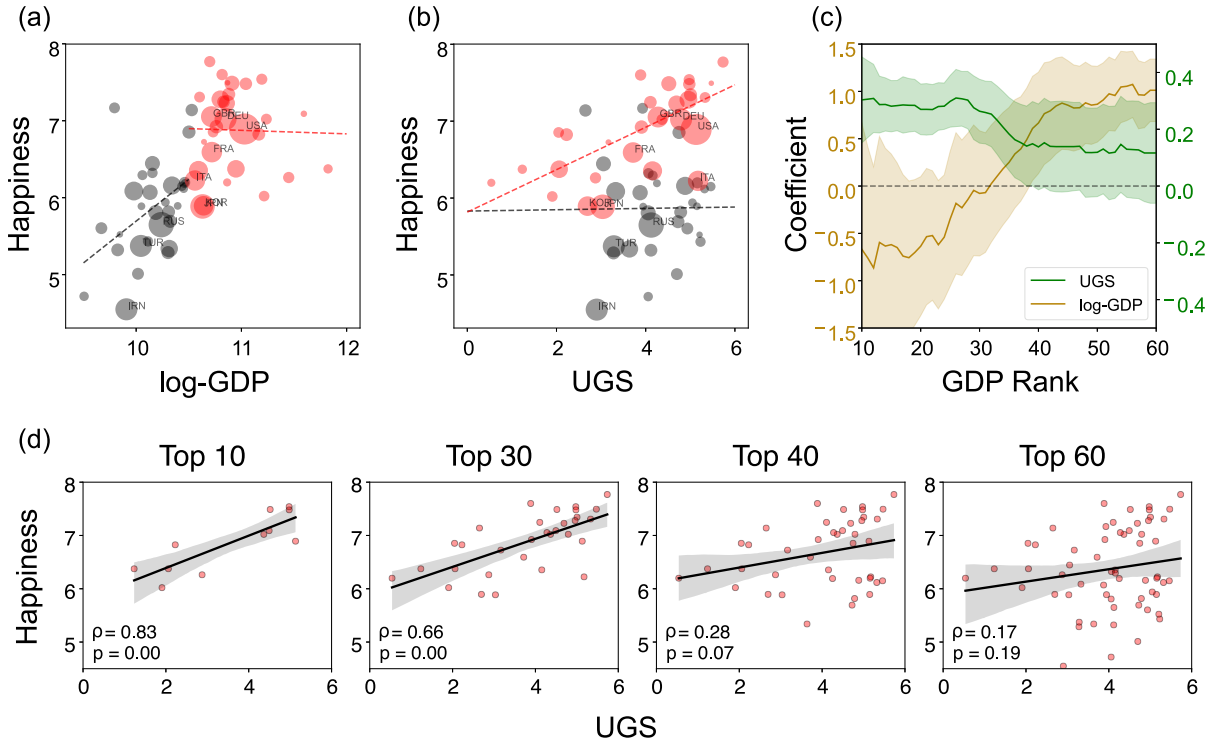 (a)
(b)
(c)
Happiness
8
7
6
5
GBR
DEU
USA
FRA
ITA
KOR
RUS
TUR
IRN
10
11
12
log-GDP
Happiness
8
7
6
5
GBR
DEU
USA
FRA
ITA
KOR
JPN
RUS
TUR
IRN
0
2
4
6
UGS
Coefficient
1.5
1.0
0.5
0.0
−0.5
−1.0
−1.5
0.4
0.2
0.0
−0.2
−0.4
UGS
log-GDP
10
20
30
40
50
60
GDP Rank
(d)
Top 10
Top 30
Top 40
Top 60
Happiness
8
7
6
5
ρ = 0.83
p = 0.00
0
2
4
6
8
7
6
5
ρ = 0.66
p = 0.00
0
2
4
6
8
7
6
5
ρ = 0.28
p = 0.07
0
2
4
6
8
7
6
5
ρ = 0.17
p = 0.19
0
2
4
6
UGS